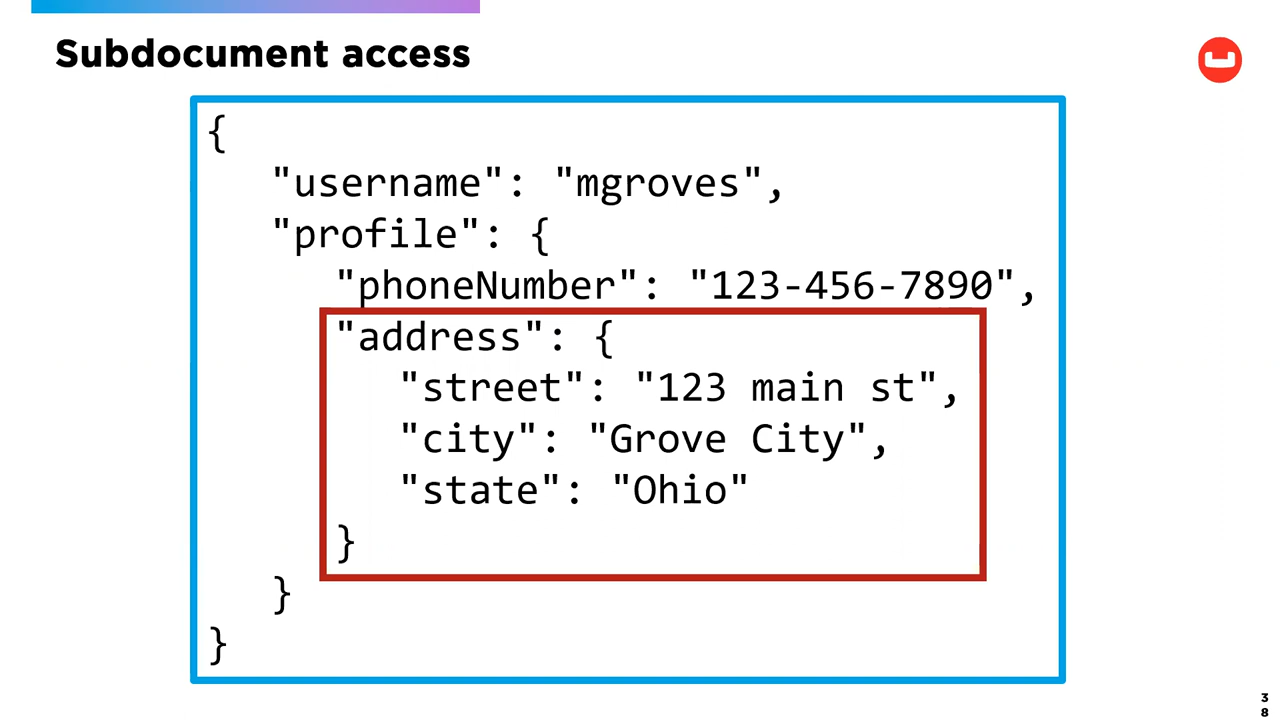 Subdocument access
{
"username": "mgroves",
"profile": {
"phoneNumber": "123-456-7890",
"address": {
"street": "123 main st",
"city": "Grove City",
"state": "Ohio"
}
}
}
3
8